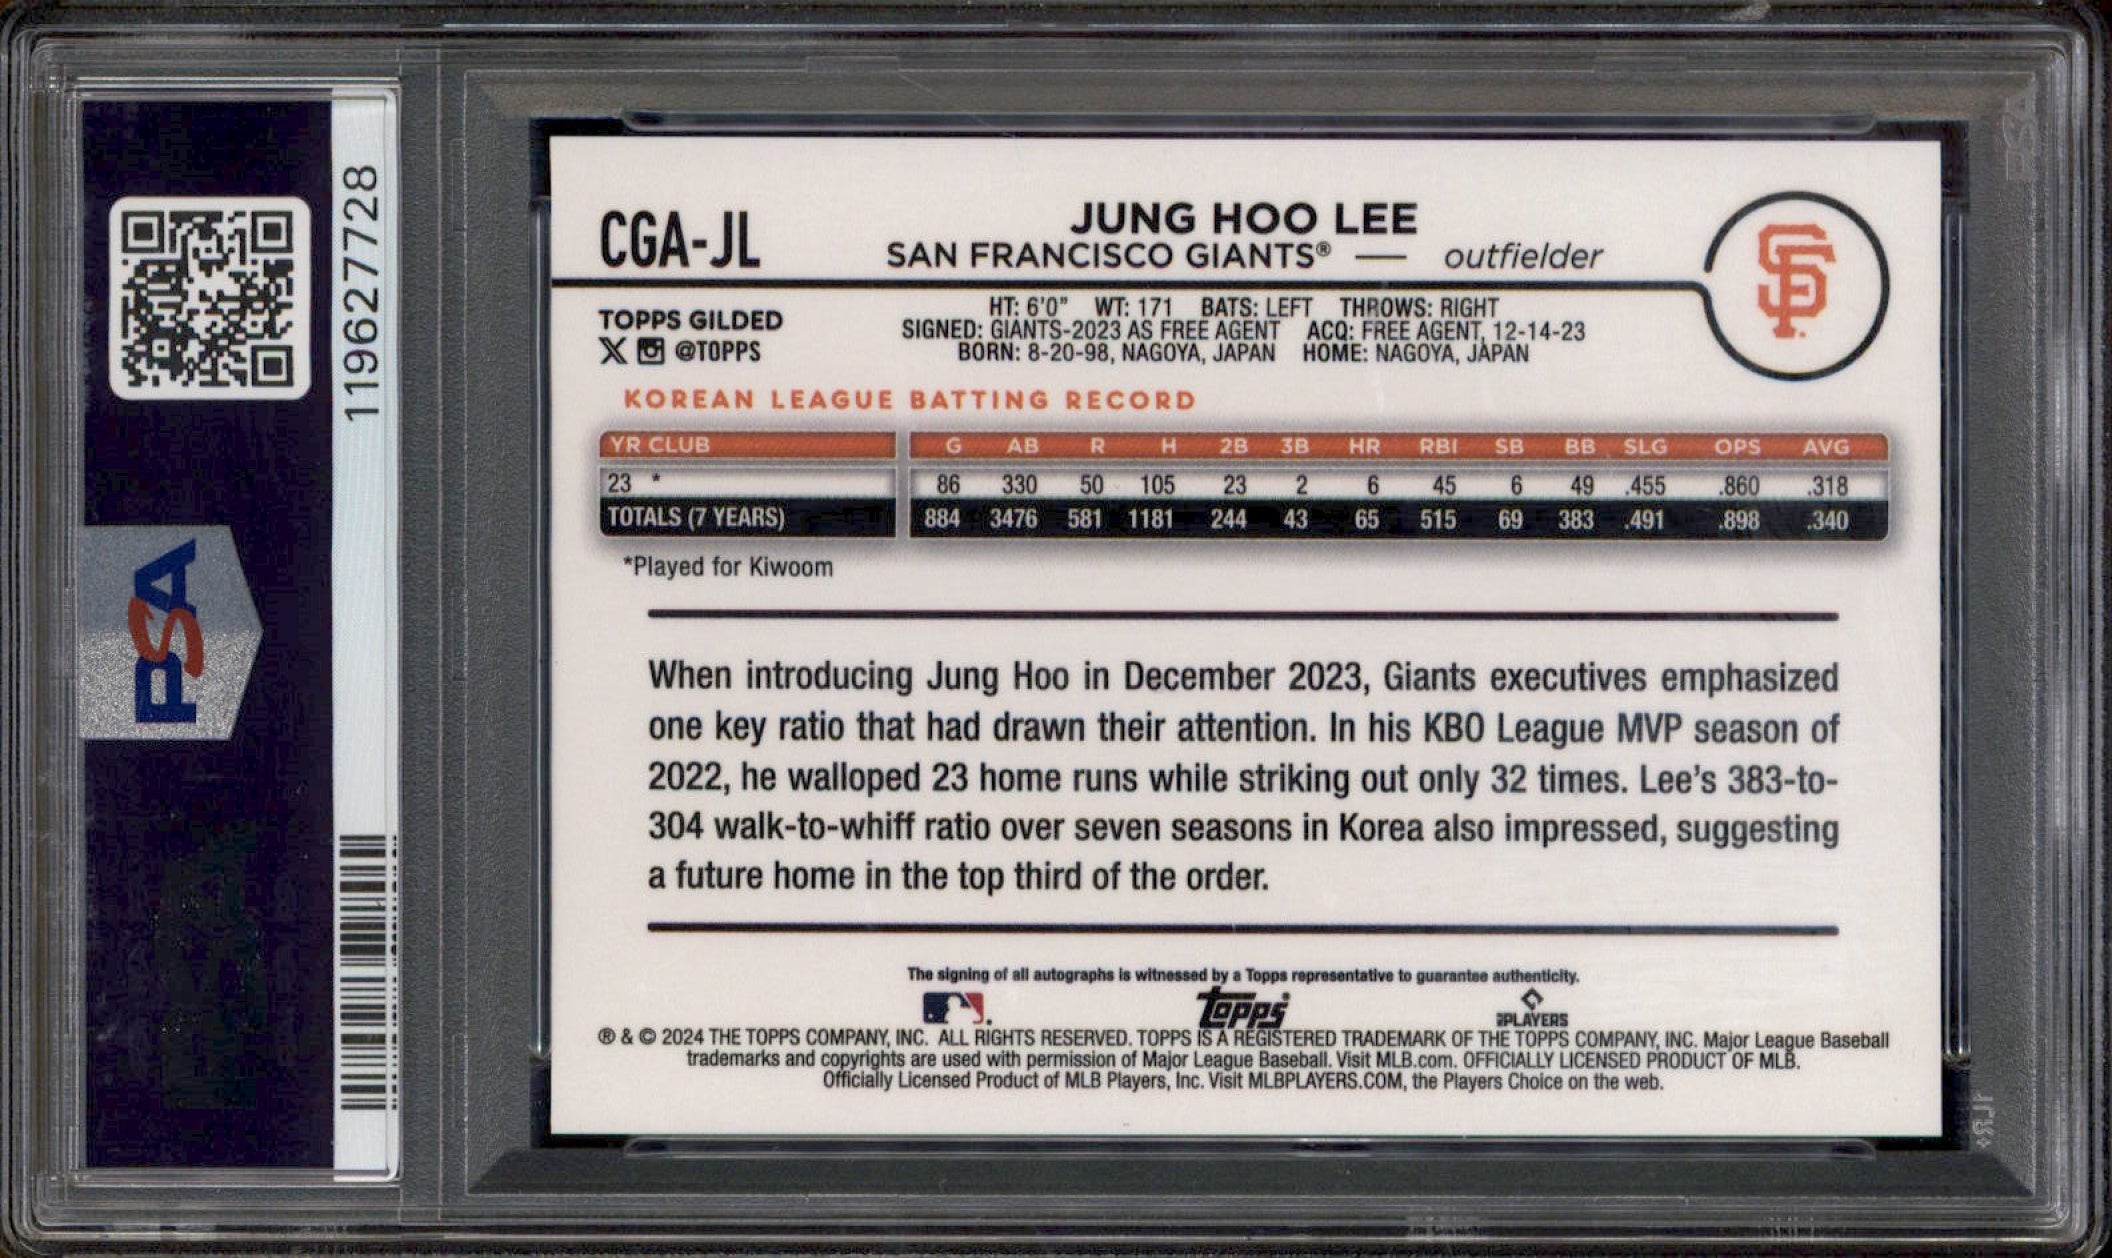 119627728
PSA
CGA-JL
JUNG HOO LEE
SAN FRANCISCO GIANTS® — outfielder
SF
TOPPS GILDED
@TOPPS
HT: 6'0" WT: 171 BATS: LEFT THROWS: RIGHT
SIGNED: GIANTS-2023 AS FREE AGENT ACQ: FREE AGENT, 12-14-23
BORN: 8-20-98, NAGOYA, JAPAN HOME: NAGOYA, JAPAN
KOREAN LEAGUE BATTING RECORD
YR CLUB G AB R H 2B 3B HR RBI SB BB SLG OPS AVG
23 * 86 330 50 105 23 2 6 45 6 49 .455 .860 .318
TOTALS (7 YEARS) 884 3476 581 1181 244 43 65 515 69 383 .491 .898 .340
*Played for Kiwoom
When introducing Jung Hoo in December 2023, Giants executives emphasized
one key ratio that had drawn their attention. In his KBO League MVP season of
2022, he walloped 23 home runs while striking out only 32 times. Lee's 383-to-
304 walk-to-whiff ratio over seven seasons in Korea also impressed, suggesting
a future home in the top third of the order.
The signing of all autographs is witnessed by a Topps representative to guarantee authenticity.
Topps
PLAYERS
® & © 2024 THE TOPPS COMPANY, INC. ALL RIGHTS RESERVED. TOPPS IS A REGISTERED TRADEMARK OF THE TOPPS COMPANY, INC. Major League Baseball
trademarks and copyrights are used with permission of Major League Baseball. Visit MLB.com. OFFICIALLY LICENSED PRODUCT OF MLB.
Officially Licensed Product of MLB Players, Inc. Visit MLBPLAYERS.COM, the Players Choice on the web.